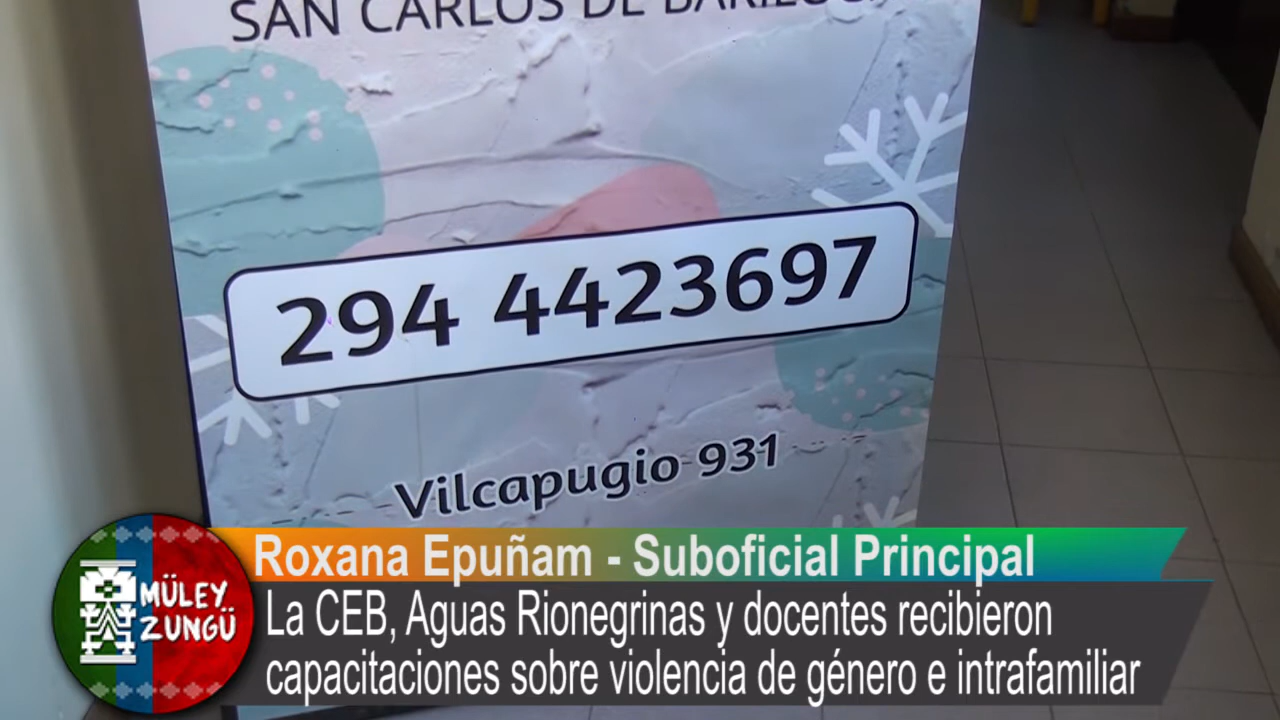 SAN CARLOS DE
294 4423697
Vilcapugio 931
MÜLEY
ZUNGÜ
Roxana Epuñam - Suboficial Principal
La CEB, Aguas Rionegrinas y docentes recibieron
capacitaciones sobre violencia de género e intrafamiliar